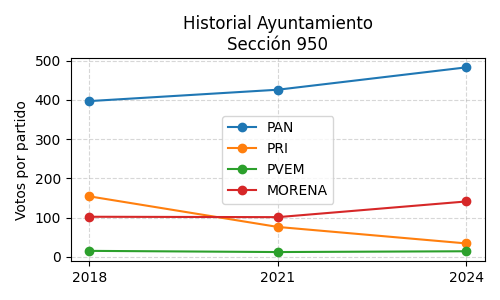 Historial Ayuntamiento
Sección 950
Votos por partido
500
400
300
200
100
0
PAN
PRI
PVEM
MORENA
2018
2021
2024